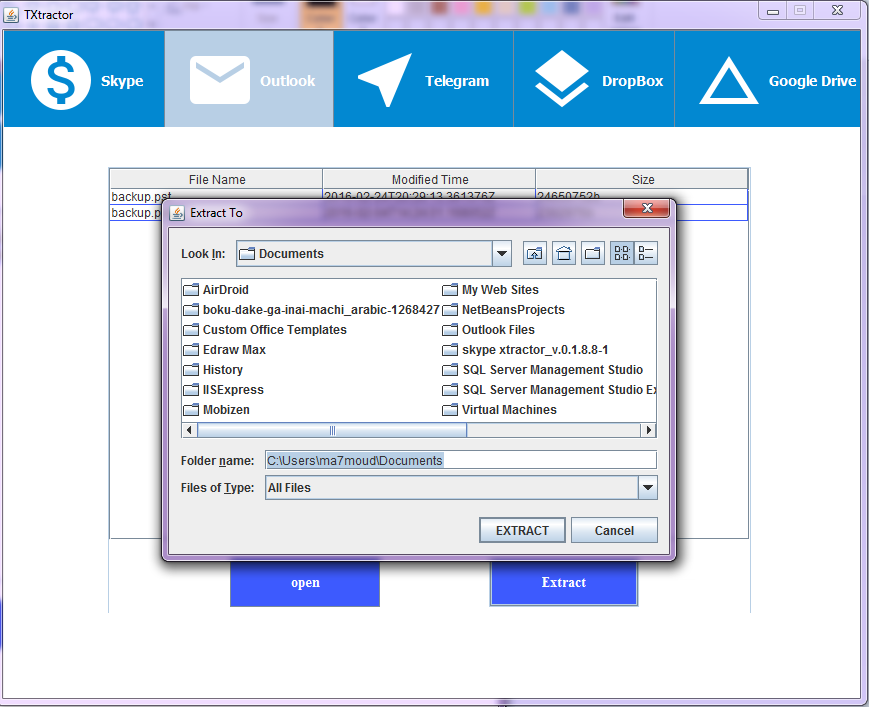 TXtractor
Skype Outlook Telegram DropBox Google Drive
File Name Modified Time Size
backup.pst 2016-02-24T20:29:13.361376Z 24650752b
backup.p
Extract To
Look In: Documents
AirDroid My Web Sites
boku-dake-ga-inai-machi_arabic-1268427 NetBeansProjects
Custom Office Templates Outlook Files
Edraw Max skype xtractor_v.0.1.8.8-1
History SQL Server Management Studio
IISExpress SQL Server Management Studio Ex
Mobizen Virtual Machines
Folder name: C:\Users\ma7moud\Documents
Files of Type: All Files
EXTRACT Cancel
open Extract